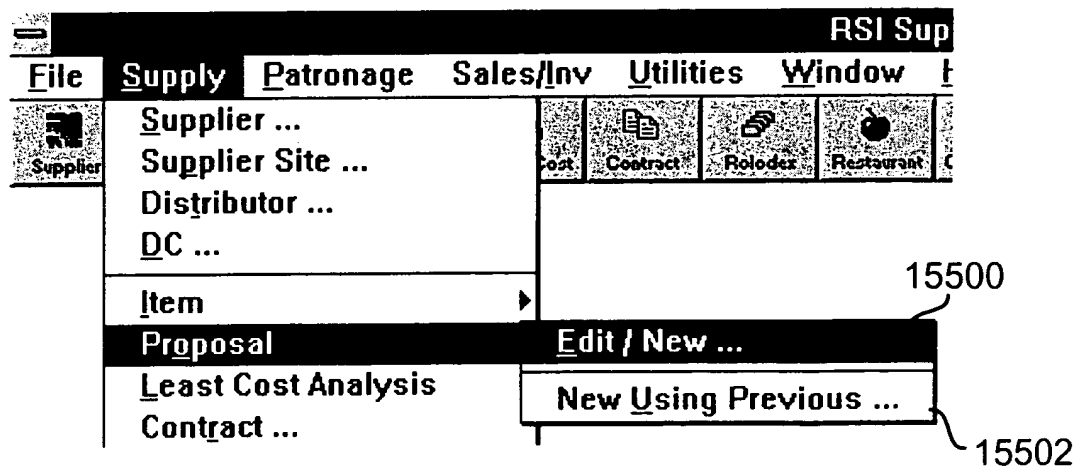 RSI Sup
File Supply Patronage Sales/Inv Utilities Window H
Supplier Cost Contract Rolodex Restaurant
Supplier ...
Supplier Site ...
Distributor ...
DC ...
Item
Proposal
Least Cost Analysis
Contract ...
15500
Edit / New ...
New Using Previous ...
15502